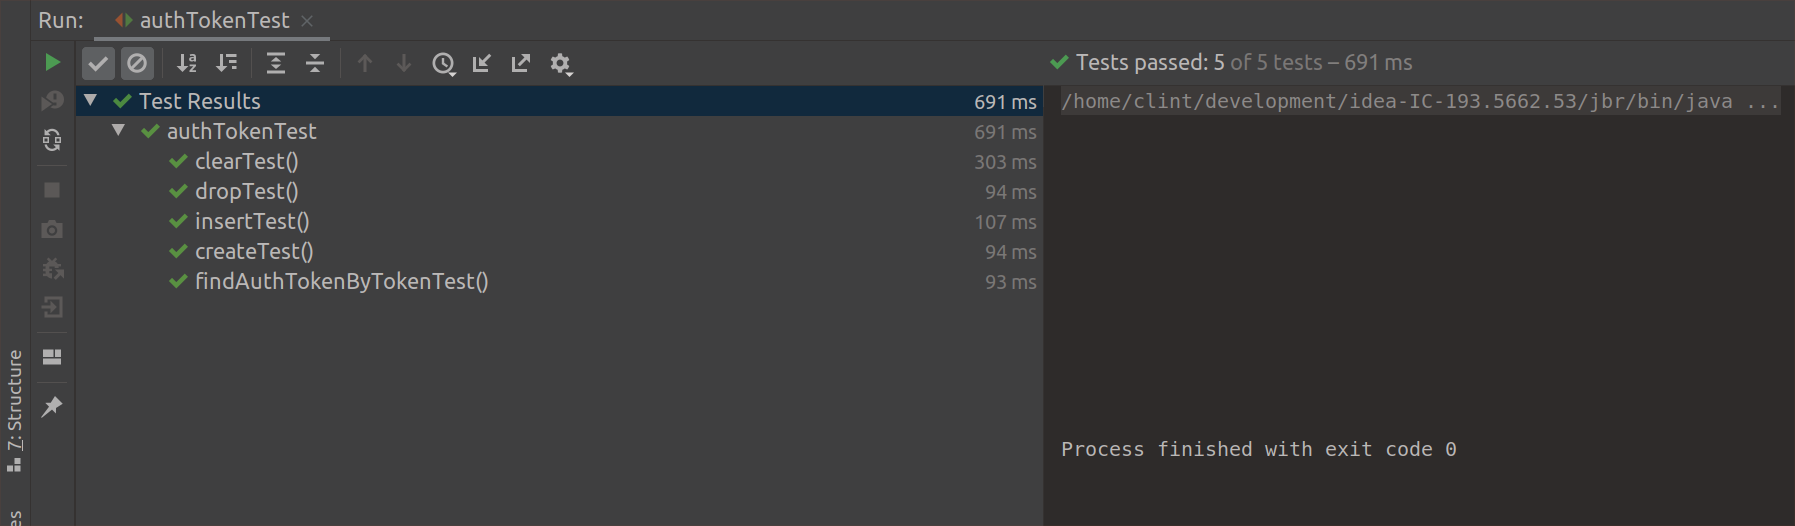 Run: authTokenTest
Tests passed: 5 of 5 tests – 691 ms
Test Results 691 ms
authTokenTest 691 ms
clearTest() 303 ms
dropTest() 94 ms
insertTest() 107 ms
createTest() 94 ms
findAuthTokenByTokenTest() 93 ms
/home/clint/development/idea-IC-193.5662.53/jbr/bin/java ...
Process finished with exit code 0
7: Structure